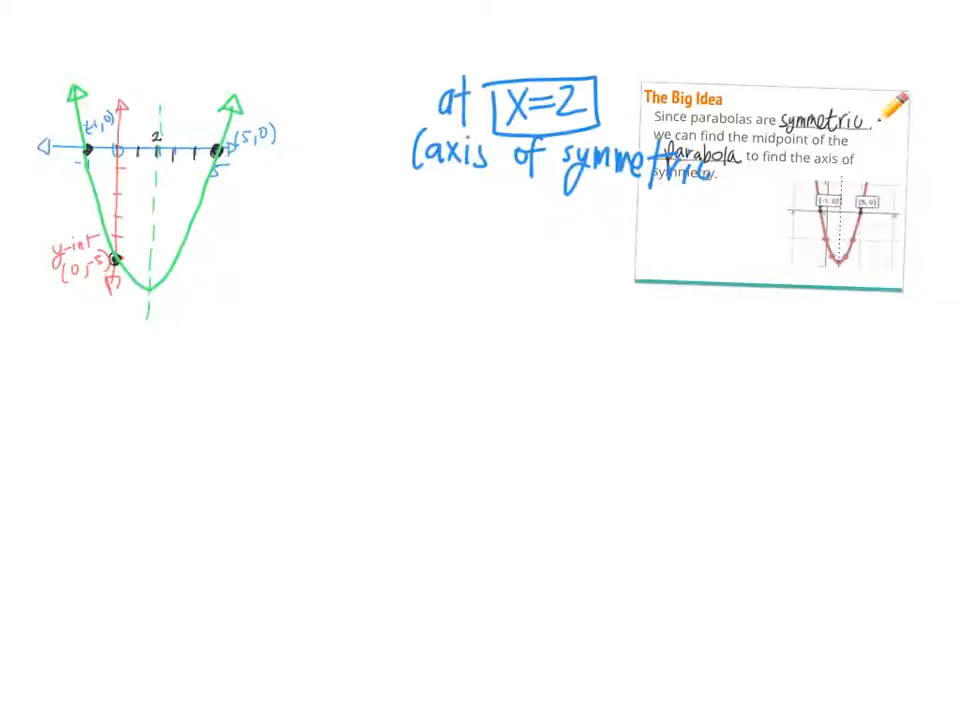 (-1,0)
2
(5,0)
5
y-int
(0,-5)
at x=2
(axis of symmetric
The Big Idea
Since parabolas are symmetric.
we can find the midpoint of the
parabola to find the axis of
symmetry.
(-1, 0)
(5, 0)